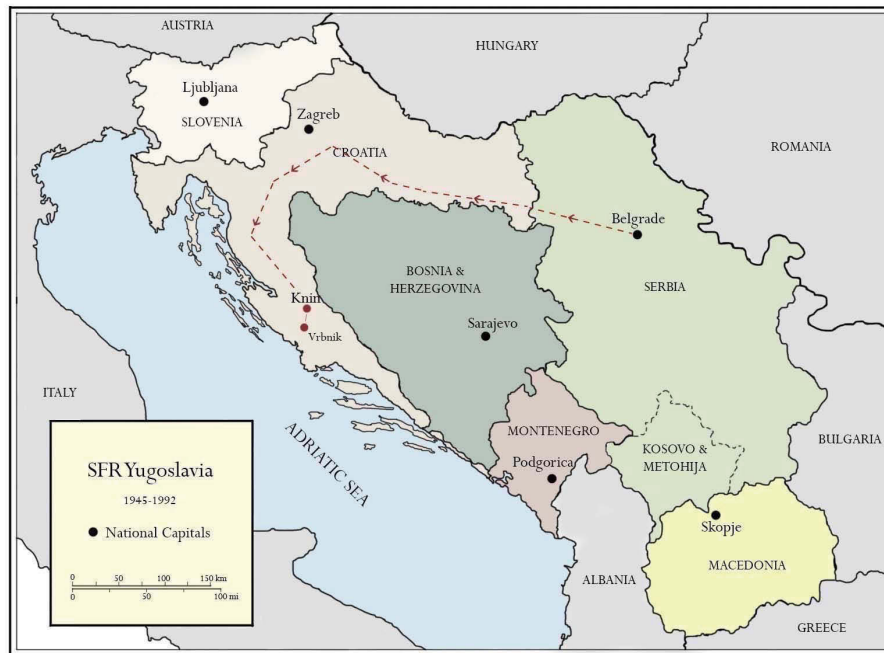 AUSTRIA
HUNGARY
Ljubljana
SLOVENIA
Zagreb
CROATIA
ROMANIA
Belgrade
BOSNIA &
HERZEGOVINA
SERBIA
Knin
Vrbnik
Sarajevo
ITALY
ADRIATIC SEA
MONTENEGRO
Podgorica
KOSOVO &
METOHIJA
BULGARIA
Skopje
MACEDONIA
ALBANIA
GREECE
SFR Yugoslavia
1945-1992
National Capitals
0 50 100 150 km
0 50 100 mi